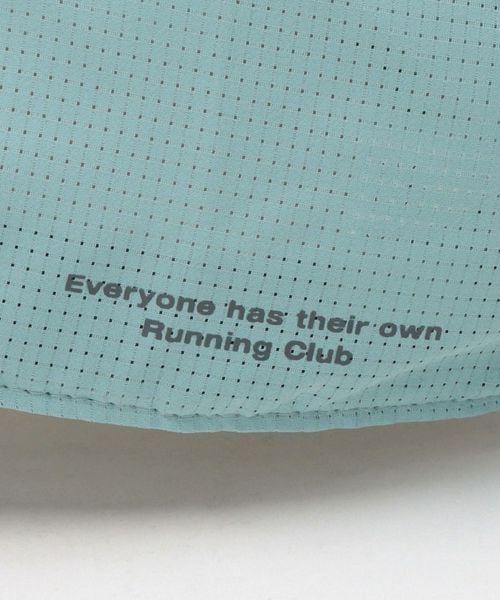 Everyone has their own
Running Club